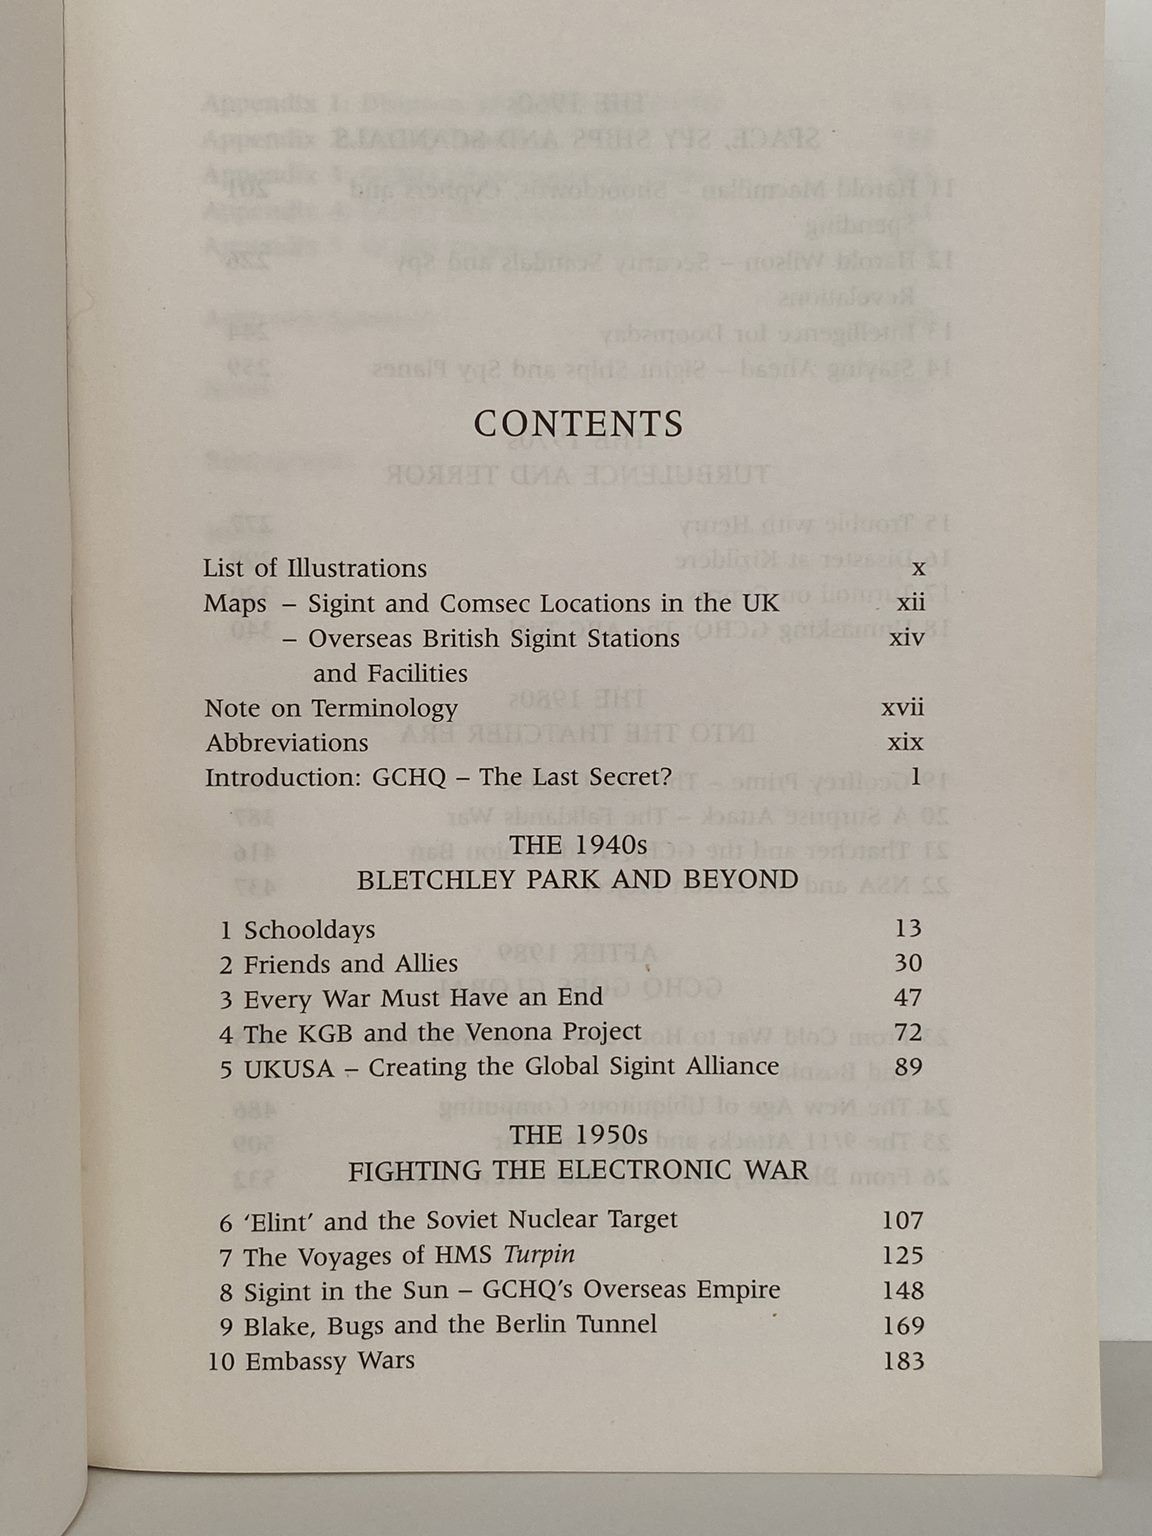 CONTENTS
List of Illustrations x
Maps – Sigint and Comsec Locations in the UK xii
– Overseas British Sigint Stations xiv
and Facilities
Note on Terminology xvii
Abbreviations xix
Introduction: GCHQ – The Last Secret? 1
THE 1940s
BLETCHLEY PARK AND BEYOND
1 Schooldays 13
2 Friends and Allies 30
3 Every War Must Have an End 47
4 The KGB and the Venona Project 72
5 UKUSA – Creating the Global Sigint Alliance 89
THE 1950s
FIGHTING THE ELECTRONIC WAR
6 ‘Elint’ and the Soviet Nuclear Target 107
7 The Voyages of HMS Turpin 125
8 Sigint in the Sun – GCHQ’s Overseas Empire 148
9 Blake, Bugs and the Berlin Tunnel 169
10 Embassy Wars 183